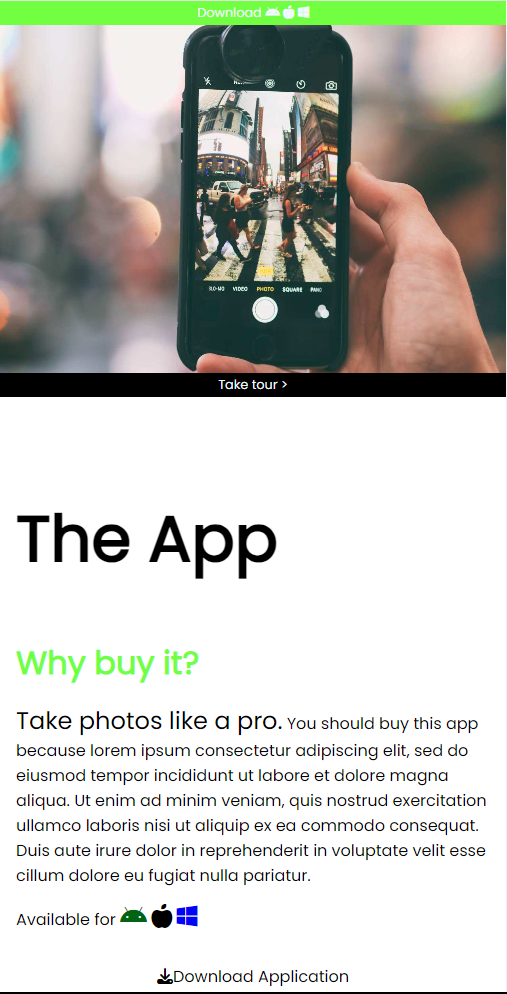 Download
VIDEO PHOTO SQUARE PANO
Take tour >
The App
Why buy it?
Take photos like a pro. You should buy this app
because lorem ipsum consectetur adipiscing elit, sed do
eiusmod tempor incididunt ut labore et dolore magna
aliqua. Ut enim ad minim veniam, quis nostrud exercitation
ullamco laboris nisi ut aliquip ex ea commodo consequat.
Duis aute irure dolor in reprehenderit in voluptate velit esse
cillum dolore eu fugiat nulla pariatur.
Available for
Download Application